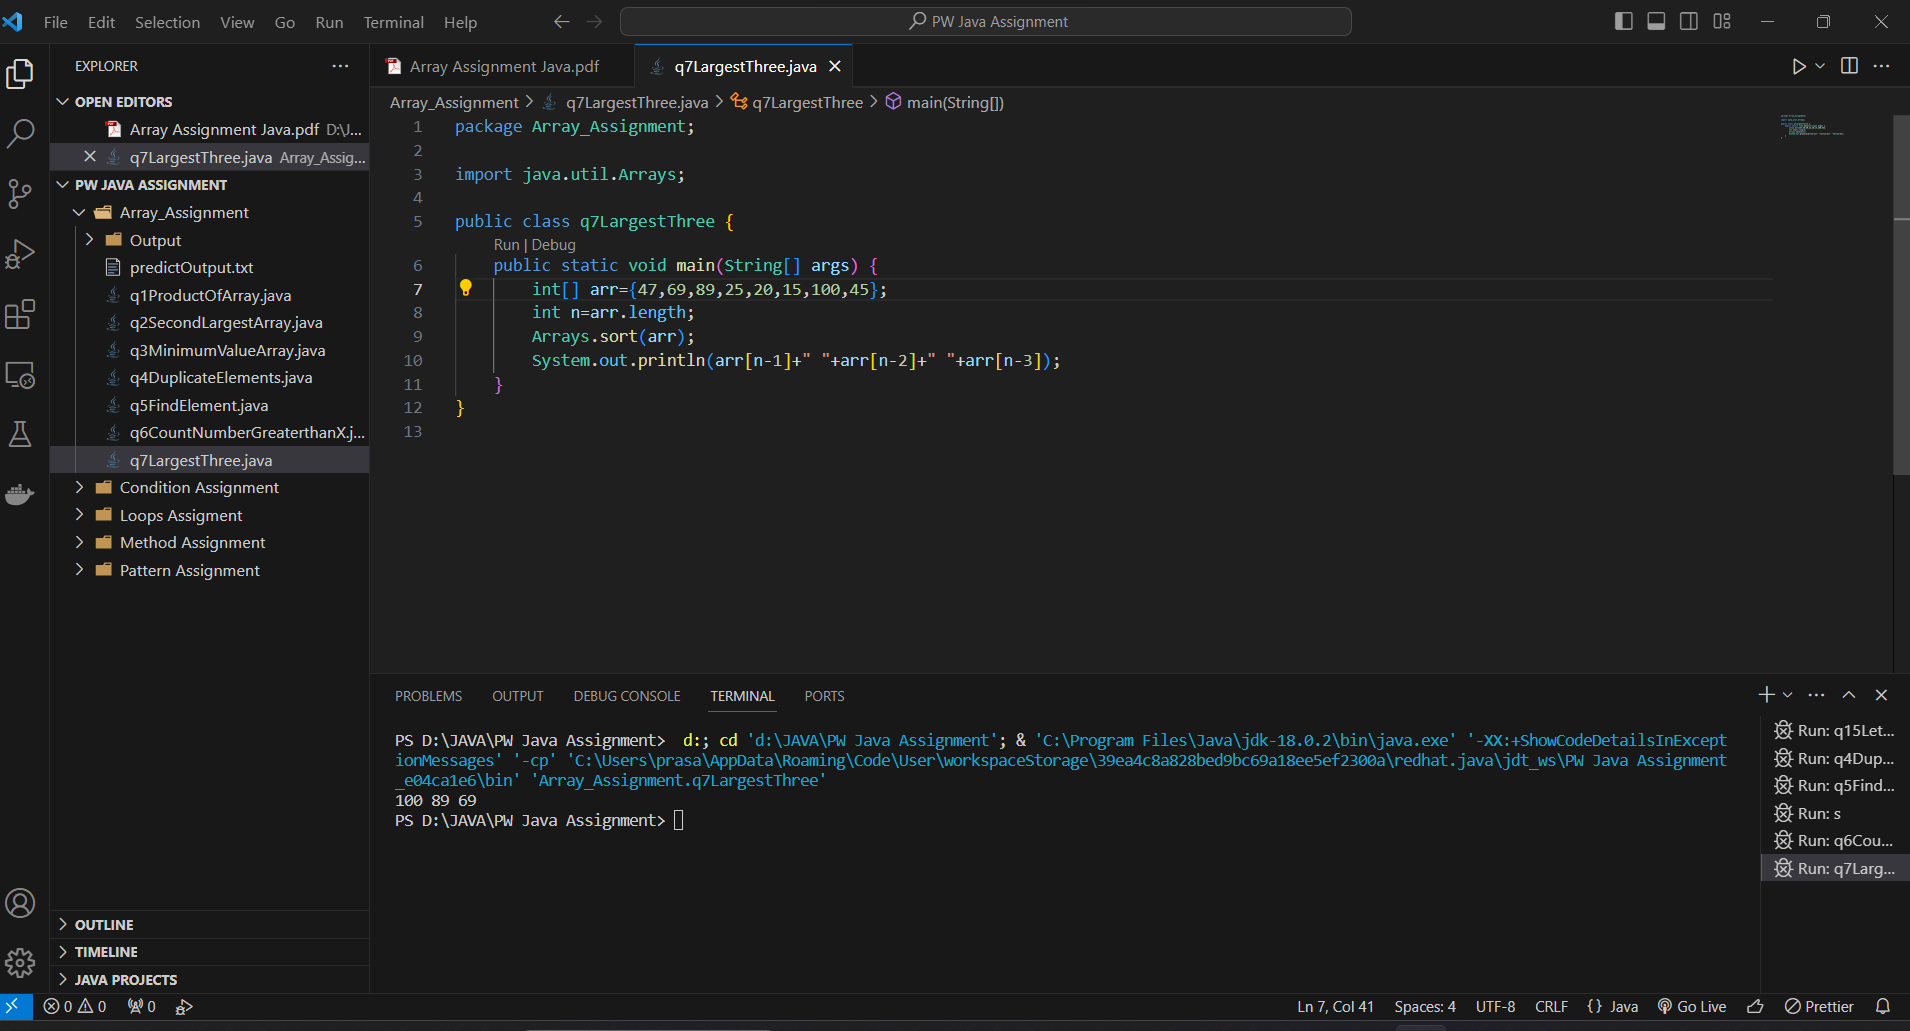 File Edit Selection View Go Run Terminal Help
PW Java Assignment
EXPLORER
OPEN EDITORS
Array Assignment Java.pdf D:\J...
q7LargestThree.java Array_Assig...
PW JAVA ASSIGNMENT
Array_Assignment
Output
predictOutput.txt
q1ProductOfArray.java
q2SecondLargestArray.java
q3MinimumValueArray.java
q4DuplicateElements.java
q5FindElement.java
q6CountNumberGreaterthanX.j...
q7LargestThree.java
Condition Assignment
Loops Assigment
Method Assignment
Pattern Assignment
OUTLINE
TIMELINE
JAVA PROJECTS
Array Assignment Java.pdf
q7LargestThree.java
Array_Assignment > q7LargestThree.java > q7LargestThree > main(String[])
1 package Array_Assignment;
2
3 import java.util.Arrays;
4
5 public class q7LargestThree {
Run | Debug
6 public static void main(String[] args) {
7 int[] arr={47,69,89,25,20,15,100,45};
8 int n=arr.length;
9 Arrays.sort(arr);
10 System.out.println(arr[n-1]+" "+arr[n-2]+" "+arr[n-3]);
11 }
12 }
13
PROBLEMS OUTPUT DEBUG CONSOLE TERMINAL PORTS
PS D:\JAVA\PW Java Assignment> d:; cd 'd:\JAVA\PW Java Assignment'; & 'C:\Program Files\Java\jdk-18.0.2\bin\java.exe' '-XX:+ShowCodeDetailsInExcept
ionMessages' '-cp' 'C:\Users\prasa\AppData\Roaming\Code\User\workspaceStorage\39ea4c8a828bed9bc69a18ee5ef2300a\redhat.java\jdt_ws\PW Java Assignment
_e04ca1e6\bin' 'Array_Assignment.q7LargestThree'
100 89 69
PS D:\JAVA\PW Java Assignment>
Run: q15Let...
Run: q4Dup...
Run: q5Find...
Run: s
Run: q6Cou...
Run: q7Larg...
0 0 0
Ln 7, Col 41 Spaces: 4 UTF-8 CRLF {} Java Go Live Prettier